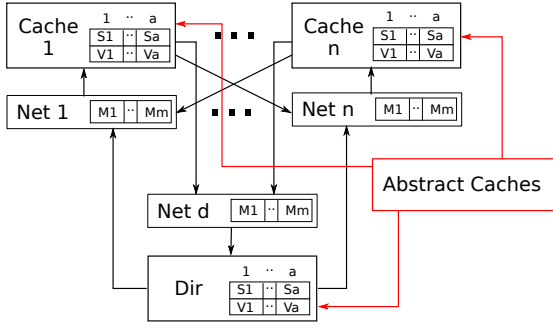 Cache 1
1 ·· a
S1 ·· Sa
V1 ·· Va
Cache n
1 ·· a
S1 ·· Sa
V1 ·· Va
Net 1
M1 ·· Mm
Net n
M1 ·· Mm
Abstract Caches
Net d
M1 ·· Mm
Dir
1 ·· a
S1 ·· Sa
V1 ·· Va